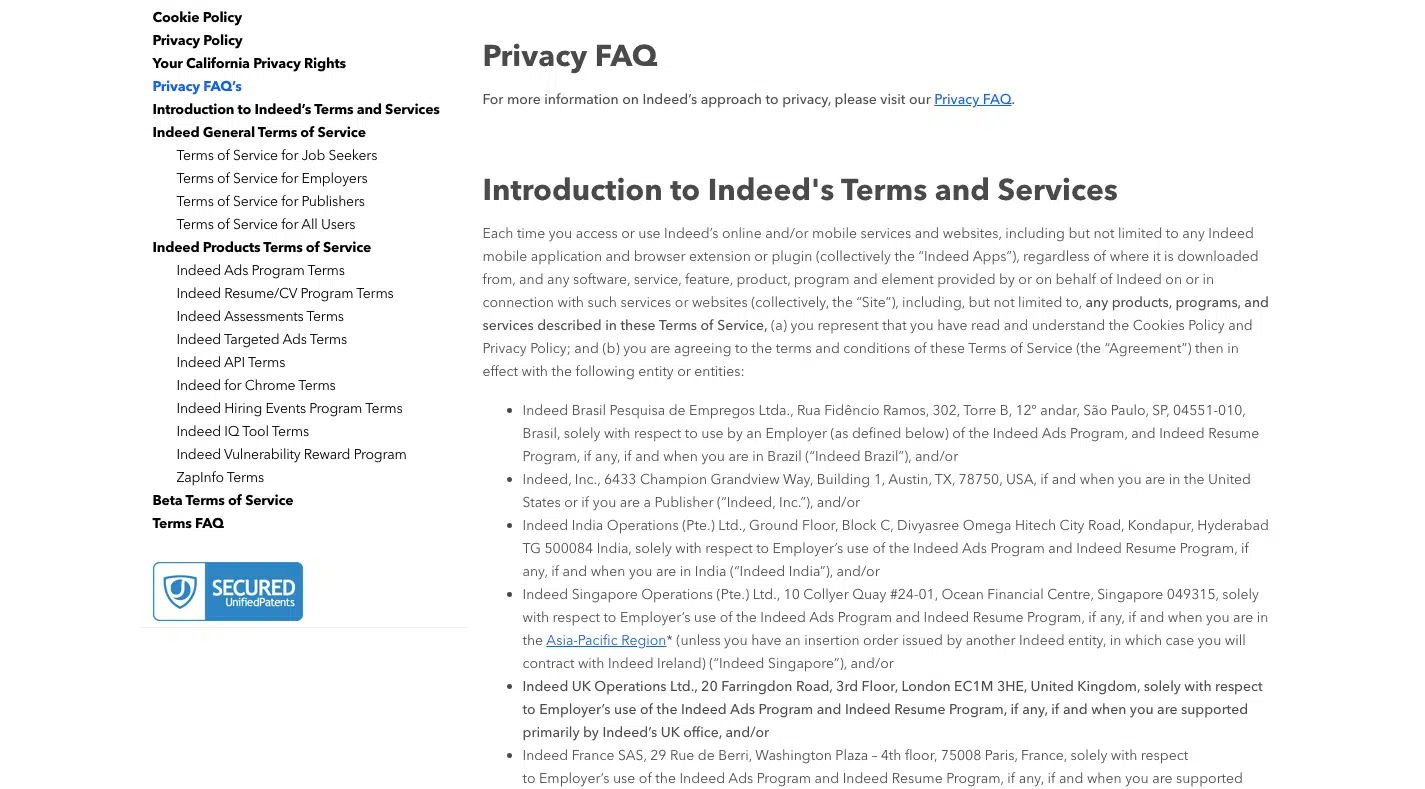 Cookie Policy
Privacy Policy
Your California Privacy Rights
Privacy FAQ’s
Introduction to Indeed’s Terms and Services
Indeed General Terms of Service
Terms of Service for Job Seekers
Terms of Service for Employers
Terms of Service for Publishers
Terms of Service for All Users
Indeed Products Terms of Service
Indeed Ads Program Terms
Indeed Resume/CV Program Terms
Indeed Assessments Terms
Indeed Targeted Ads Terms
Indeed API Terms
Indeed for Chrome Terms
Indeed Hiring Events Program Terms
Indeed IQ Tool Terms
Indeed Vulnerability Reward Program
ZapInfo Terms
Beta Terms of Service
Terms FAQ
SECURED
UnifiedPatents
Privacy FAQ
For more information on Indeed’s approach to privacy, please visit our Privacy FAQ.
Introduction to Indeed's Terms and Services
Each time you access or use Indeed’s online and/or mobile services and websites, including but not limited to any Indeed
mobile application and browser extension or plugin (collectively the “Indeed Apps”), regardless of where it is downloaded
from, and any software, service, feature, product, program and element provided by or on behalf of Indeed on or in
connection with such services or websites (collectively, the “Site”), including, but not limited to, any products, programs, and
services described in these Terms of Service, (a) you represent that you have read and understand the Cookies Policy and
Privacy Policy; and (b) you are agreeing to the terms and conditions of these Terms of Service (the “Agreement”) then in
effect with the following entity or entities:
• Indeed Brasil Pesquisa de Empregos Ltda., Rua Fidêncio Ramos, 302, Torre B, 12º andar, São Paulo, SP, 04551-010,
Brasil, solely with respect to use by an Employer (as defined below) of the Indeed Ads Program, and Indeed Resume
Program, if any, if and when you are in Brazil (“Indeed Brazil”), and/or
• Indeed, Inc., 6433 Champion Grandview Way, Building 1, Austin, TX, 78750, USA, if and when you are in the United
States or if you are a Publisher (“Indeed, Inc.”), and/or
• Indeed India Operations (Pte.) Ltd., Ground Floor, Block C, Divyasree Omega Hitech City Road, Kondapur, Hyderabad
TG 500084 India, solely with respect to Employer’s use of the Indeed Ads Program and Indeed Resume Program, if
any, if and when you are in India (“Indeed India”), and/or
• Indeed Singapore Operations (Pte.) Ltd., 10 Collyer Quay #24-01, Ocean Financial Centre, Singapore 049315, solely
with respect to Employer’s use of the Indeed Ads Program and Indeed Resume Program, if any, if and when you are in
the Asia-Pacific Region* (unless you have an insertion order issued by another Indeed entity, in which case you will
contract with Indeed Ireland) (“Indeed Singapore”), and/or
• Indeed UK Operations Ltd., 20 Farringdon Road, 3rd Floor, London EC1M 3HE, United Kingdom, solely with respect
to Employer’s use of the Indeed Ads Program and Indeed Resume Program, if any, if and when you are supported
primarily by Indeed’s UK office, and/or
• Indeed France SAS, 29 Rue de Berri, Washington Plaza – 4th floor, 75008 Paris, France, solely with respect
to Employer’s use of the Indeed Ads Program and Indeed Resume Program, if any, if and when you are supported